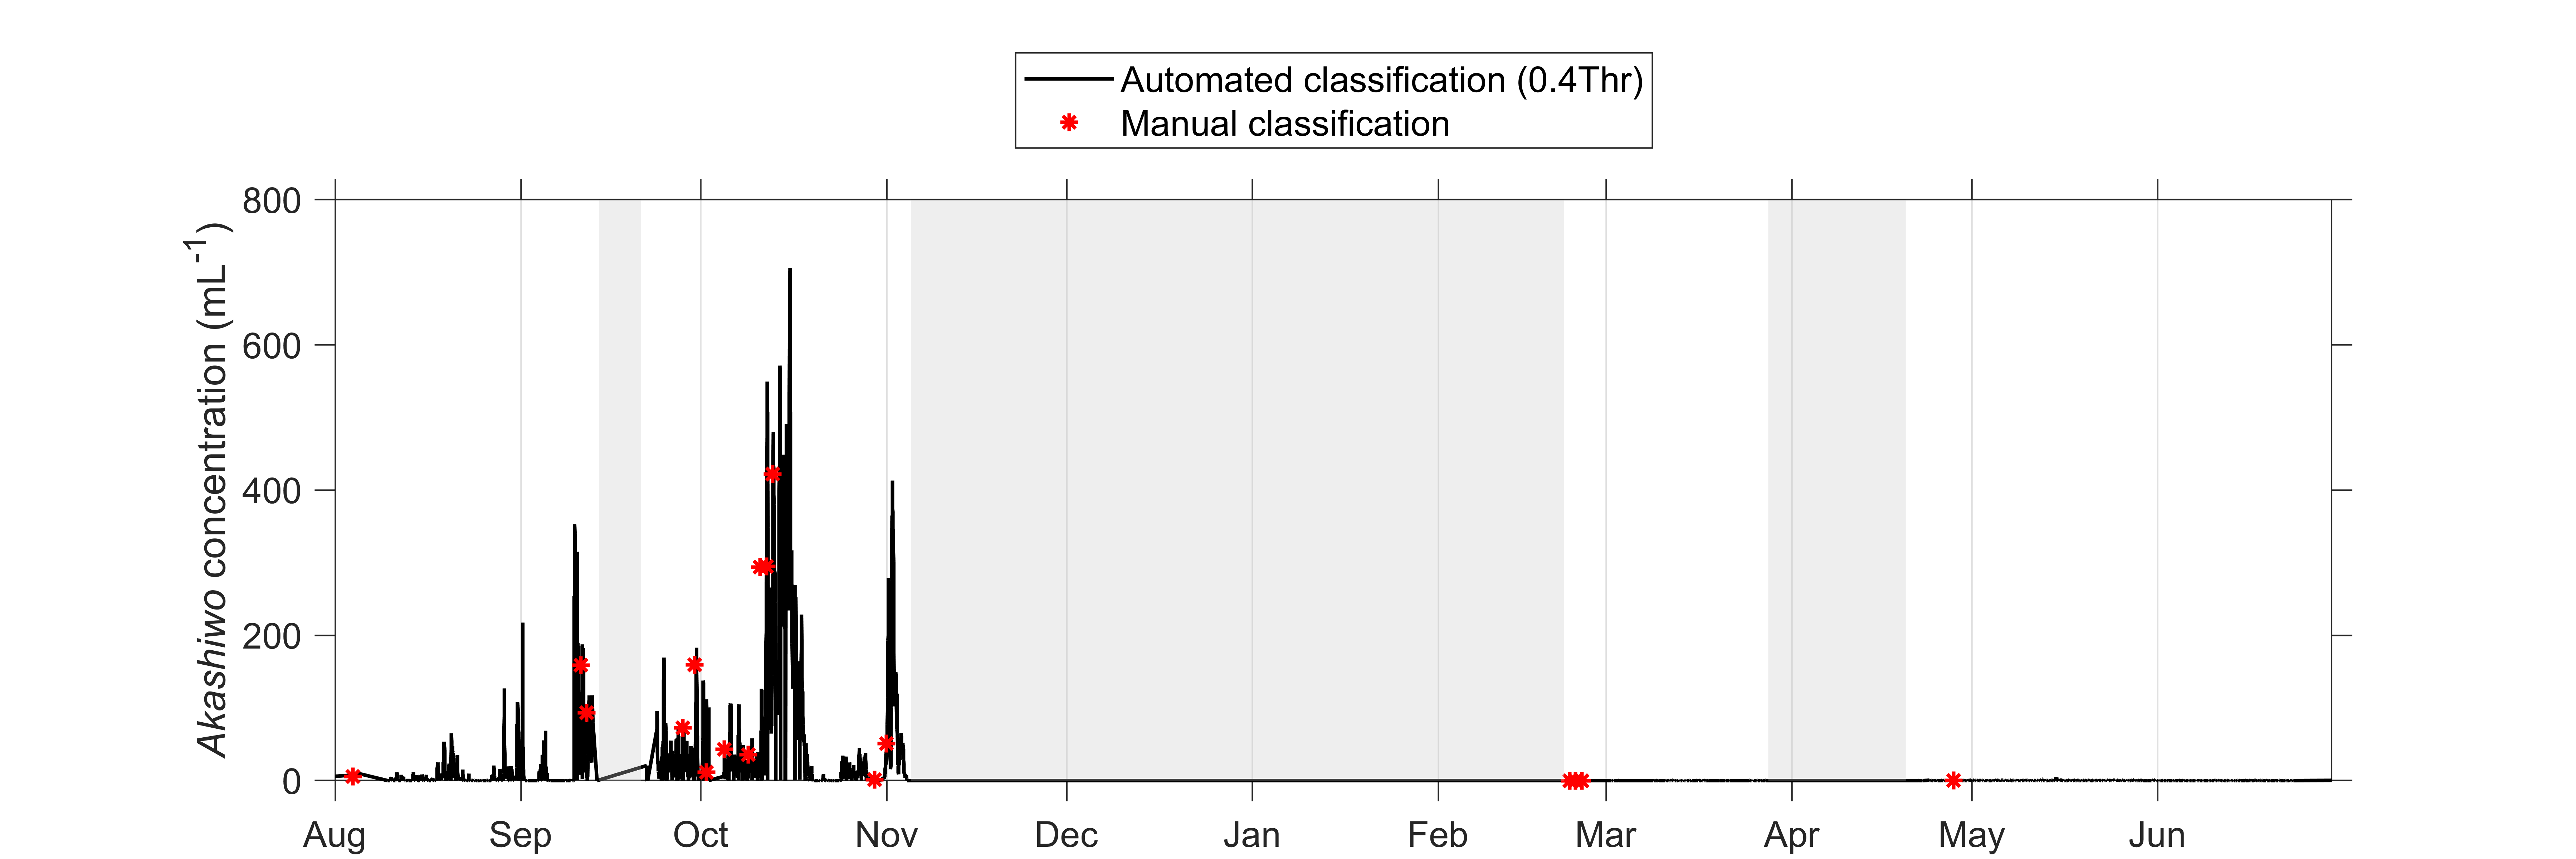 Automated classification (0.4Thr)
Manual classification
Akashiwo concentration (mL⁻¹)
800
600
400
200
0
Aug Sep Oct Nov Dec Jan Feb Mar Apr May Jun